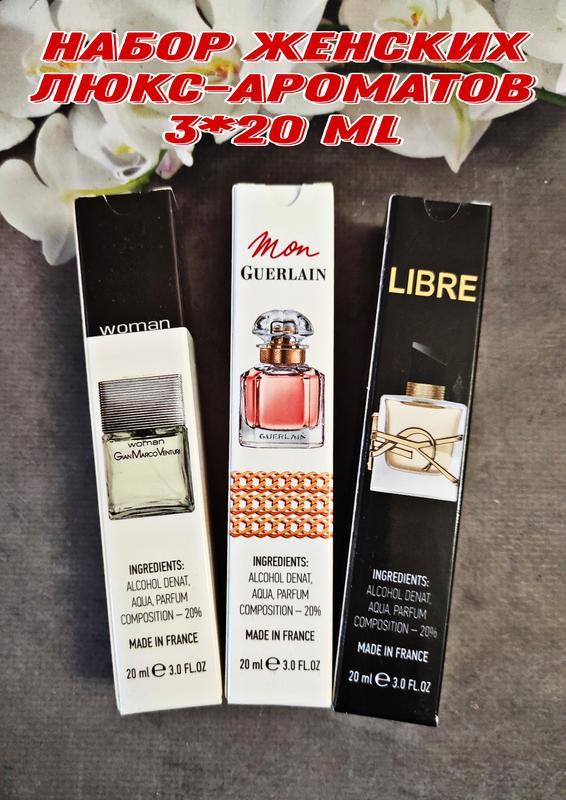 НАБОР ЖЕНСКИХ
ЛЮКС-АРОМАТОВ
3*20 ML
woman
woman
GIANMARCOVENTURI
INGREDIENTS:
ALCOHOL DENAT,
AQUA, PARFUM
COMPOSITION – 20%
MADE IN FRANCE
20 ml ℮ 3.0 FL.OZ
Mon
GUERLAIN
GUERLAIN
INGREDIENTS:
ALCOHOL DENAT,
AQUA, PARFUM
COMPOSITION – 20%
MADE IN FRANCE
20 ml ℮ 3.0 FL.OZ
LIBRE
INGREDIENTS:
ALCOHOL DENAT,
AQUA, PARFUM
COMPOSITION – 20%
MADE IN FRANCE
20 ml ℮ 3.0 FL.OZ